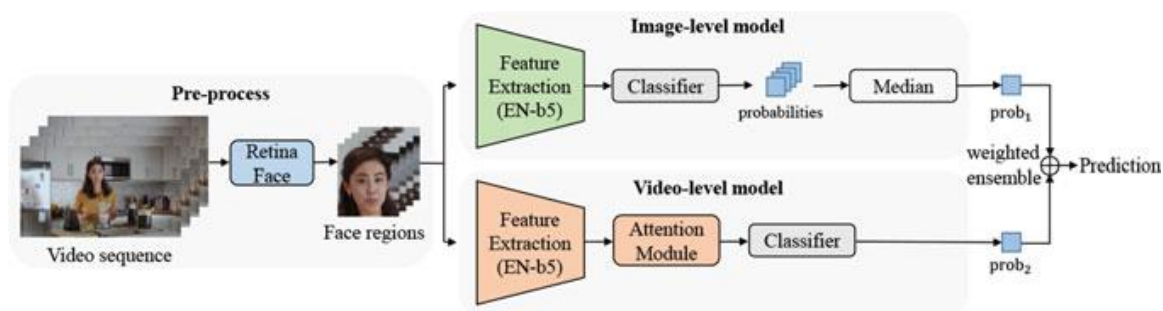 Pre-process
Retina
Face
Video sequence
Face regions
Image-level model
Feature
Extraction
(EN-b5)
Classifier
probabilities
Median
prob₁
Video-level model
Feature
Extraction
(EN-b5)
Attention
Module
Classifier
prob₂
weighted
ensemble
Prediction